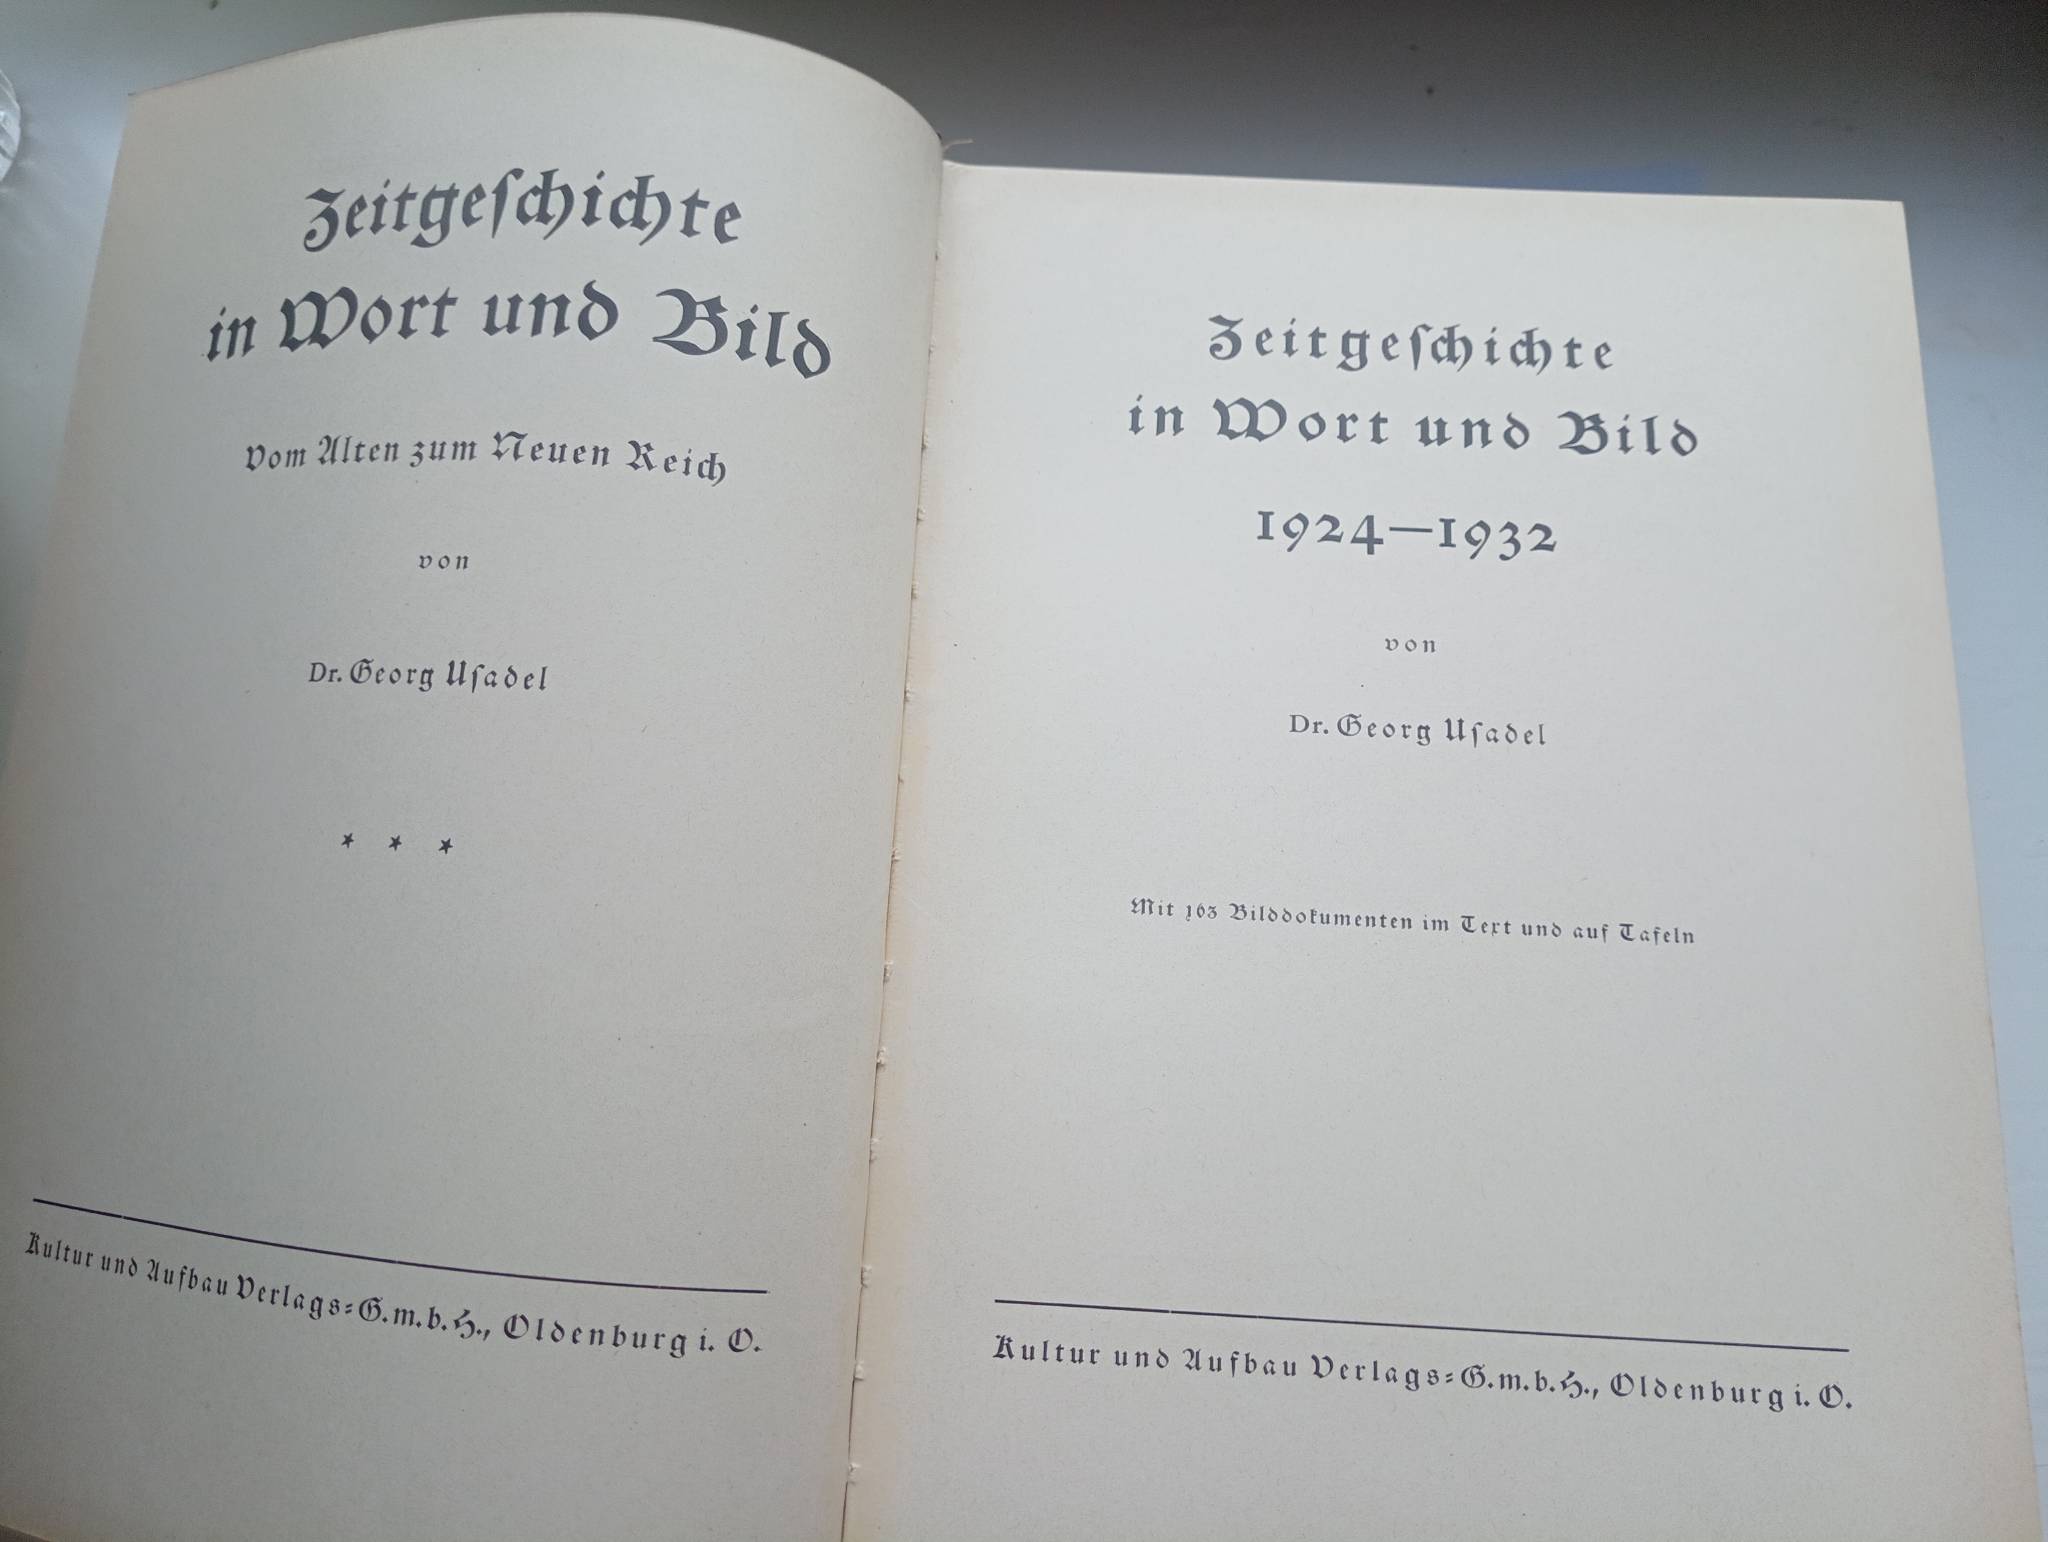 Zeitgeſchichte
in Wort und Bild
Vom Alten zum Neuen Reich
von
Dr. Georg Uſadel
* * *
Kultur und Aufbau Verlags-G.m.b.H., Oldenburg i. O.
Zeitgeſchichte
in Wort und Bild
1924—1932
von
Dr. Georg Uſadel
Mit 163 Bilddokumenten im Text und auf Tafeln
Kultur und Aufbau Verlags-G.m.b.H., Oldenburg i. O.